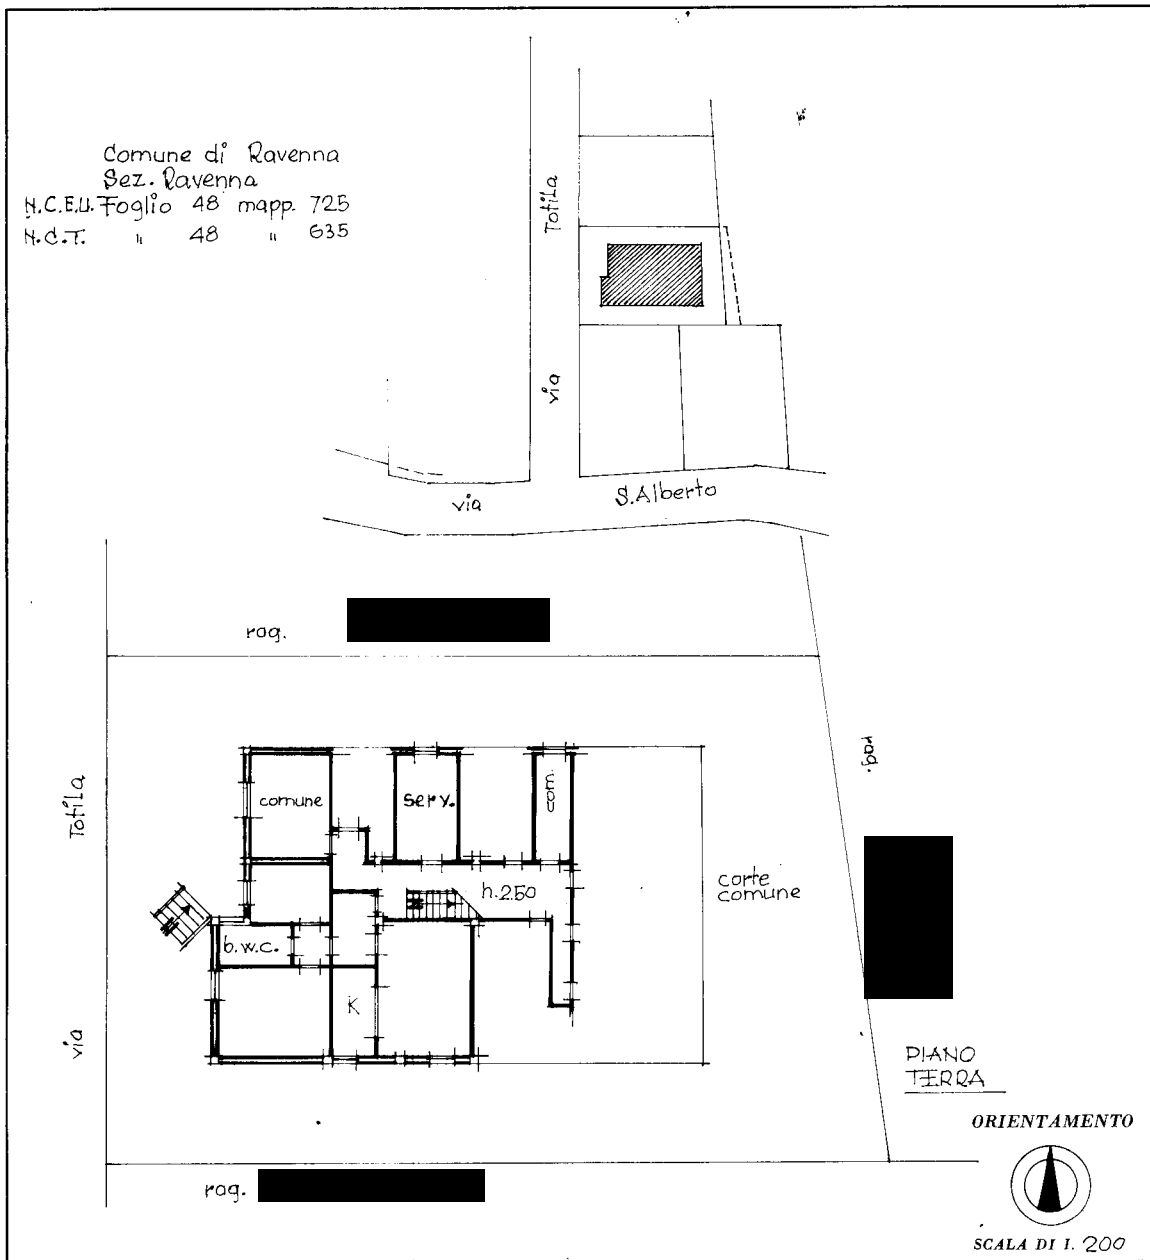 Comune di Ravenna
Sez. Ravenna
N.C.E.U. Foglio 48 mapp. 725
N.C.T. " 48 " 635
Totila
via
via
S.Alberto
rag.
rag.
Totila
via
comune
serv.
com.
h.250
b.w.c.
K
corte
comune
PIANO
TERRA
rag.
ORIENTAMENTO
SCALA DI 1. 200